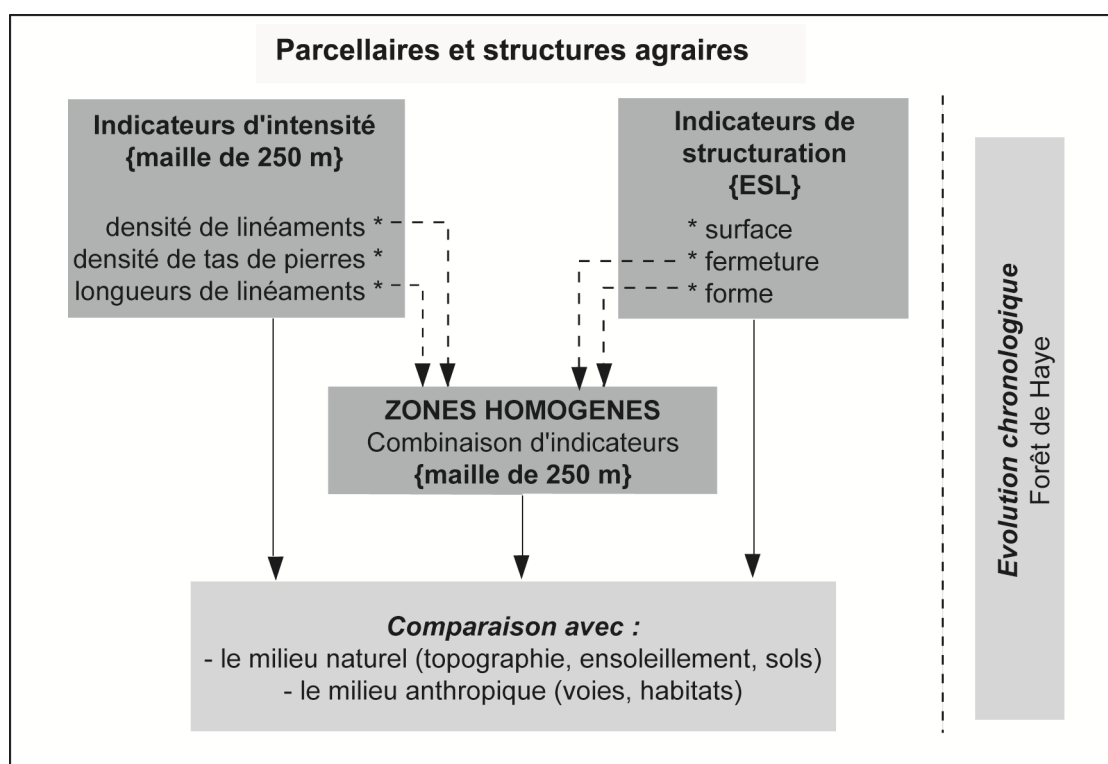 Parcellaires et structures agraires
Indicateurs d'intensité
{maille de 250 m}
densité de linéaments *
densité de tas de pierres *
longueurs de linéaments *
Indicateurs de
structuration
{ESL}
* surface
* fermeture
* forme
ZONES HOMOGENES
Combinaison d'indicateurs
{maille de 250 m}
Comparaison avec :
- le milieu naturel (topographie, ensoleillement, sols)
- le milieu anthropique (voies, habitats)
Evolution chronologique
Forêt de Haye